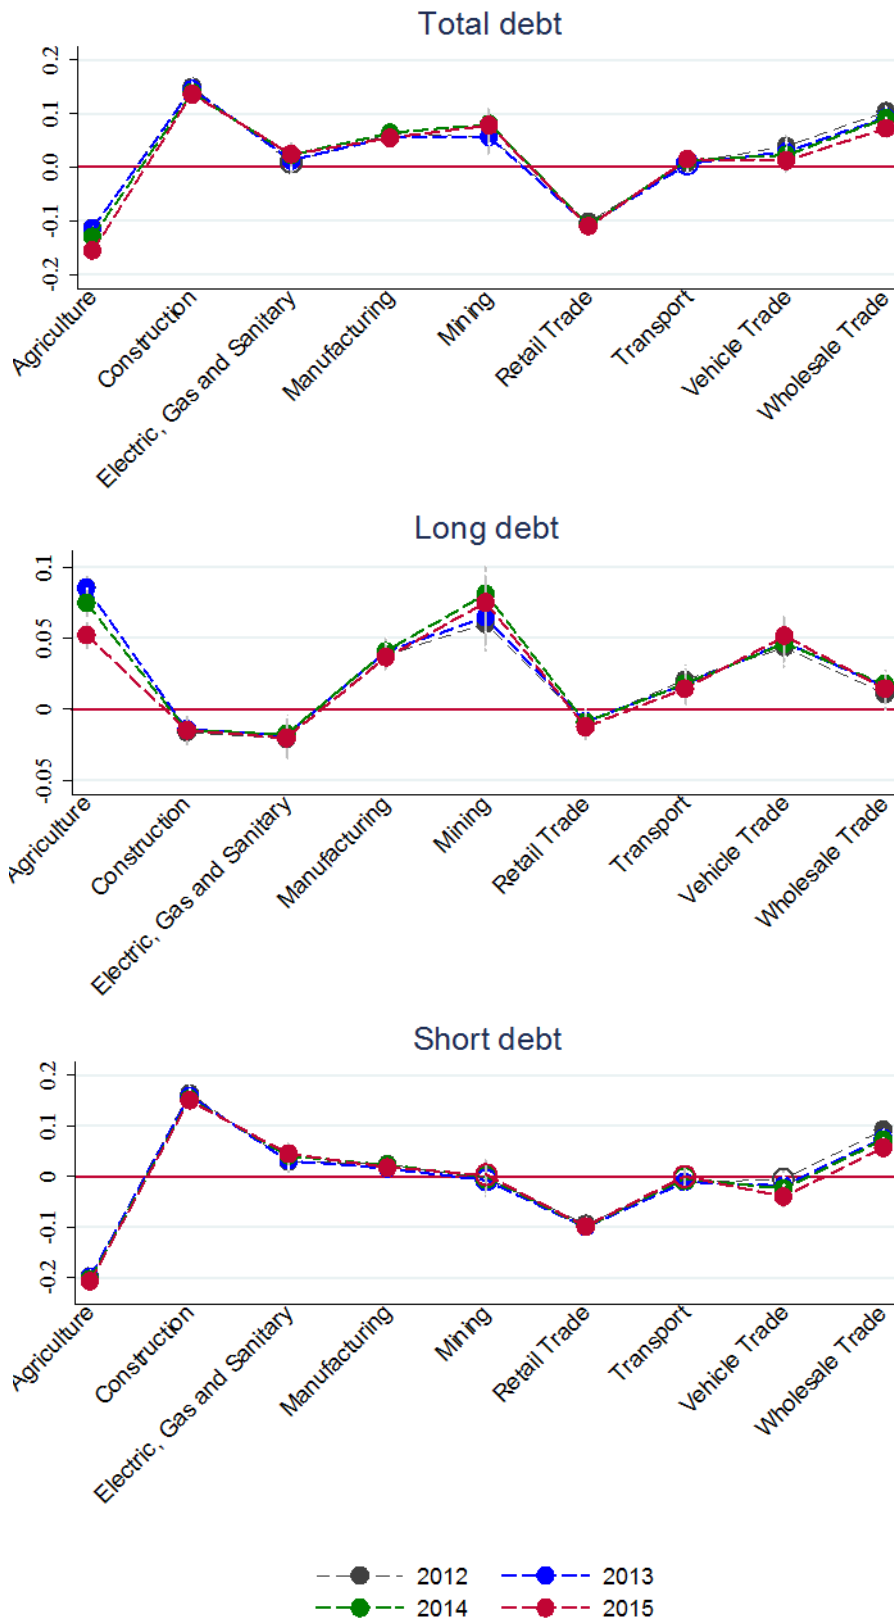 Total debt
0.2
0.1
0.0
-0.1
-0.2
Agriculture
Construction
Electric, Gas and Sanitary
Manufacturing
Mining
Retail Trade
Transport
Vehicle Trade
Wholesale Trade
Long debt
0.1
0.05
0
-0.05
Agriculture
Construction
Electric, Gas and Sanitary
Manufacturing
Mining
Retail Trade
Transport
Vehicle Trade
Wholesale Trade
Short debt
0.2
0.1
0
-0.1
-0.2
Agriculture
Construction
Electric, Gas and Sanitary
Manufacturing
Mining
Retail Trade
Transport
Vehicle Trade
Wholesale Trade
2012 2013
2014 2015